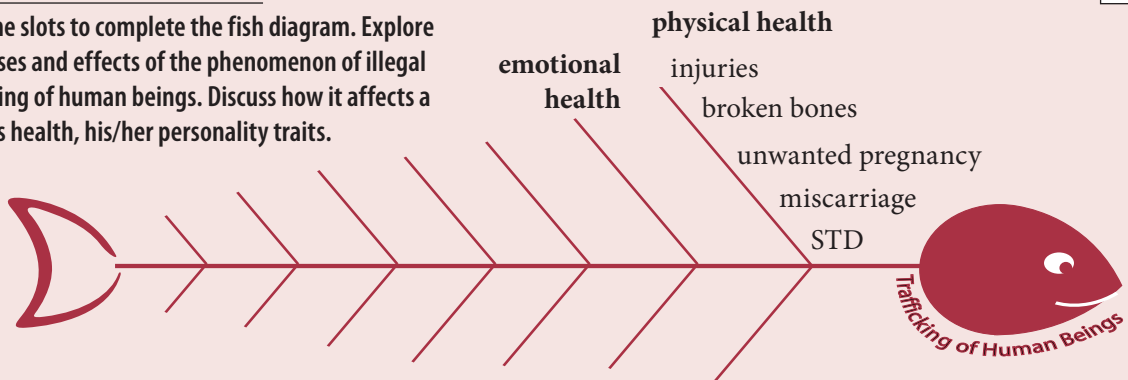 ne slots to complete the fish diagram. Explore
ses and effects of the phenomenon of illegal
ing of human beings. Discuss how it affects a
s health, his/her personality traits.
emotional
health
physical health
injuries
broken bones
unwanted pregnancy
miscarriage
STD
Trafficking of Human Beings